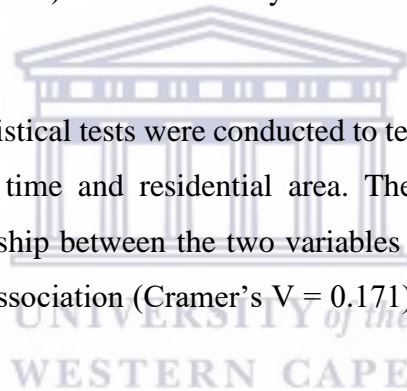 istical tests were conducted to te
time and residential area. The
ship between the two variables
ssociation (Cramer's V = 0.171)
UNIVERSITY of the
WESTERN CAPE